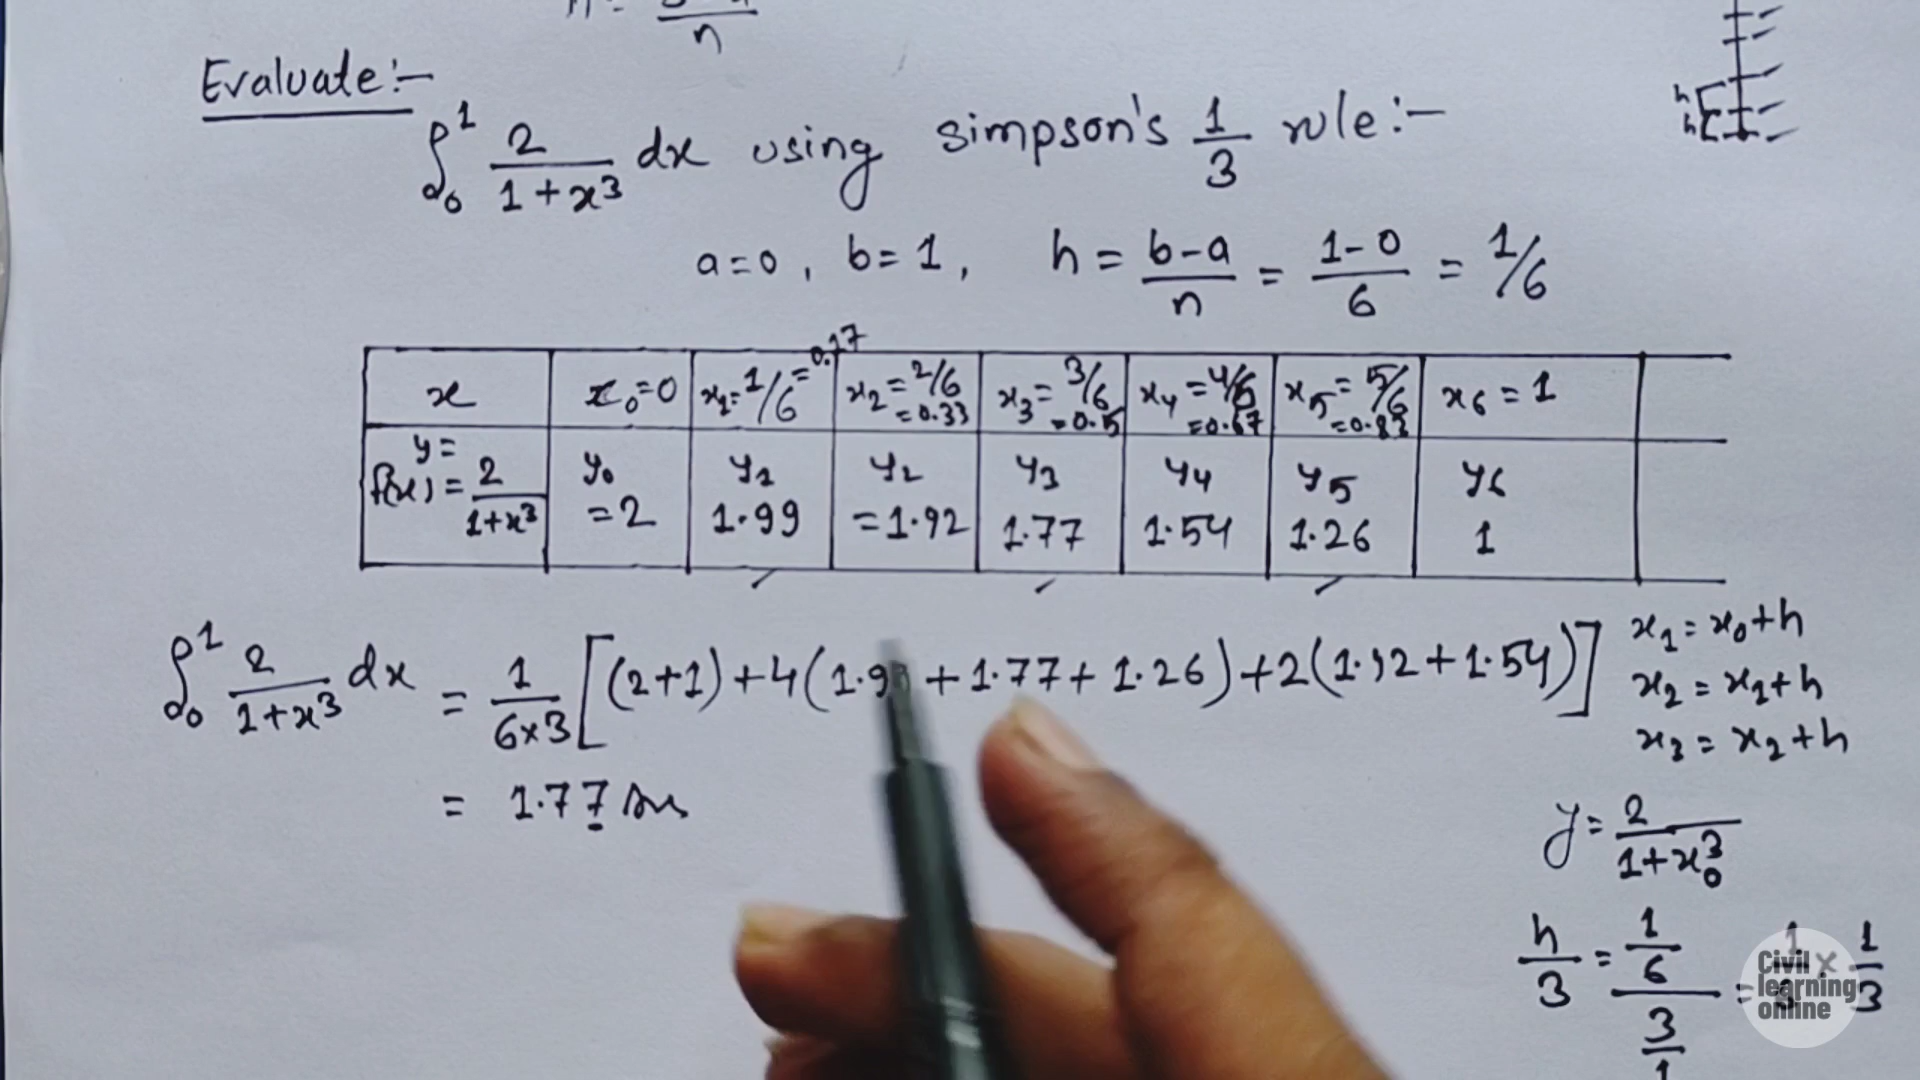 n
Evaluate:-
∫₀¹ 2/(1+x³) dx using simpson's 1/3 rule:-
h
h
a=0, b=1, h = (b-a)/n = (1-0)/6 = 1/6
x | x₀=0 | x₁=1/6 =0.17 | x₂=2/6 =0.33 | x₃=3/6 =0.5 | x₄=4/6 =0.67 | x₅=5/6 =0.83 | x₆=1
y= f(x)=2/(1+x³) | y₀ =2 | y₁ 1.99 | y₂ =1.92 | y₃ 1.77 | y₄ 1.54 | y₅ 1.26 | y₆ 1
∫₀¹ 2/(1+x³) dx = 1/(6×3) [(2+1)+4(1.9 +1.77+1.26)+2(1.92+1.54)]
= 1.77 Ans
x₁=x₀+h
x₂=x₁+h
x₃=x₂+h
y=2/(1+x₀³)
h/3 = (1/6)/(3/1) = × 1/3
Civil
learning
online